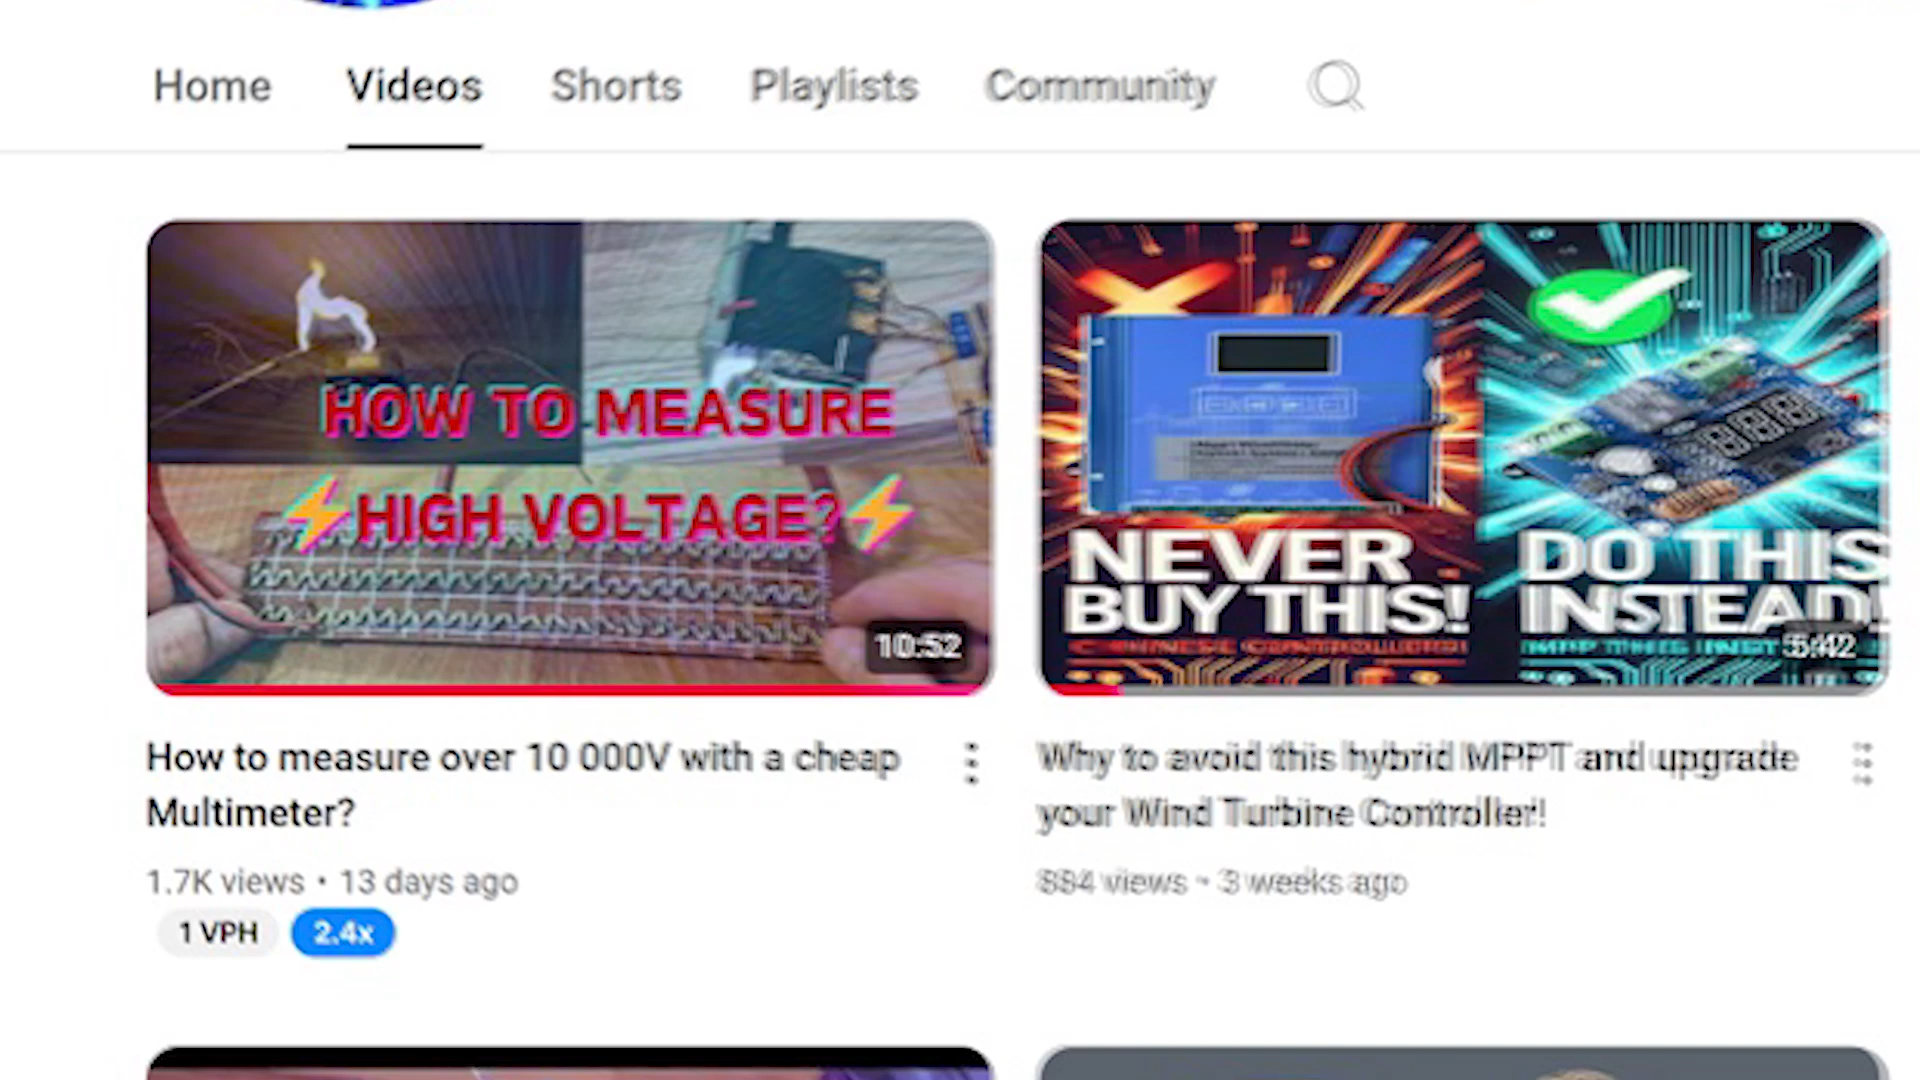 Home Videos Shorts Playlists Community
HOW TO MEASURE
⚡HIGH VOLTAGE?⚡
10:52
NEVER
BUY THIS!
DO THIS
INSTEAD!
5:42
How to measure over 10 000V with a cheap
Multimeter?
1.7K views • 13 days ago
1 VPH 2.4x
Why to avoid this hybrid MPPT and upgrade
your Wind Turbine Controller!
884 views • 3 weeks ago